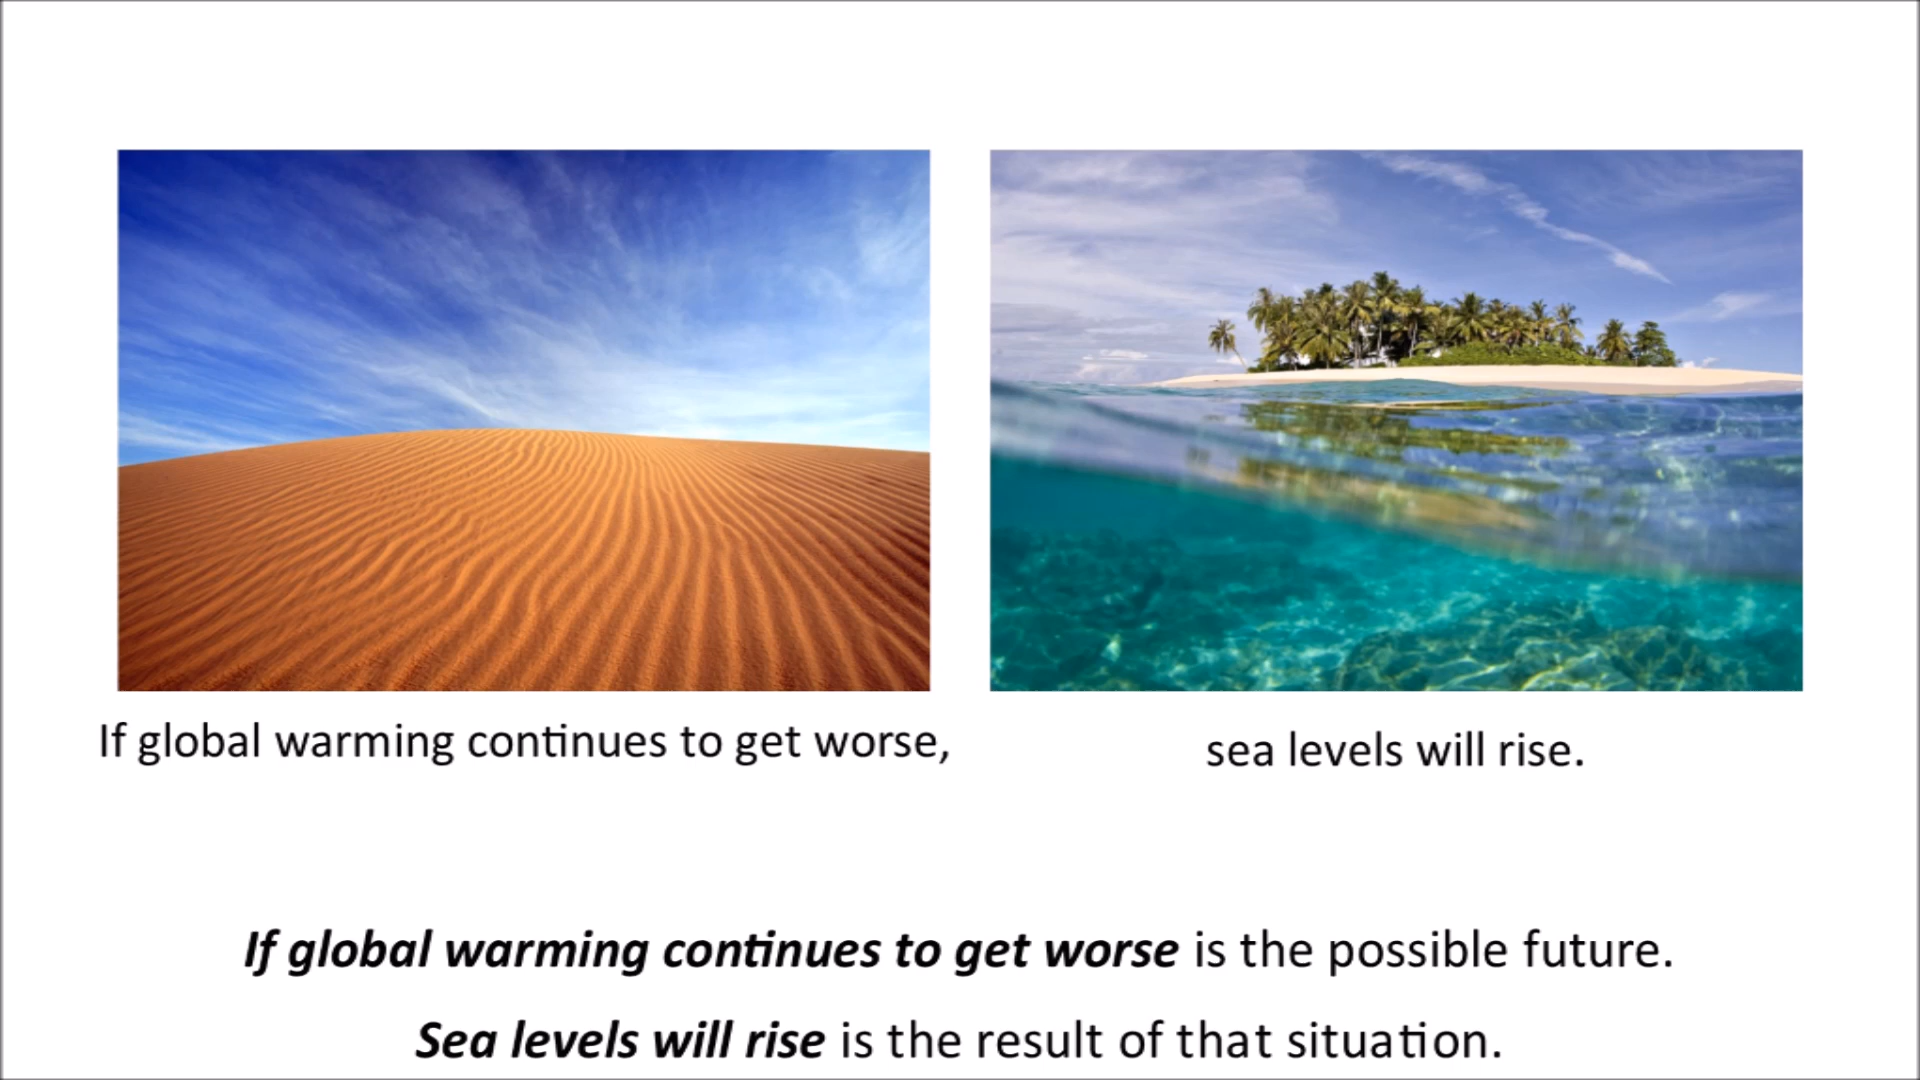 If global warming continues to get worse,
sea levels will rise.
If global warming continues to get worse is the possible future.
Sea levels will rise is the result of that situation.